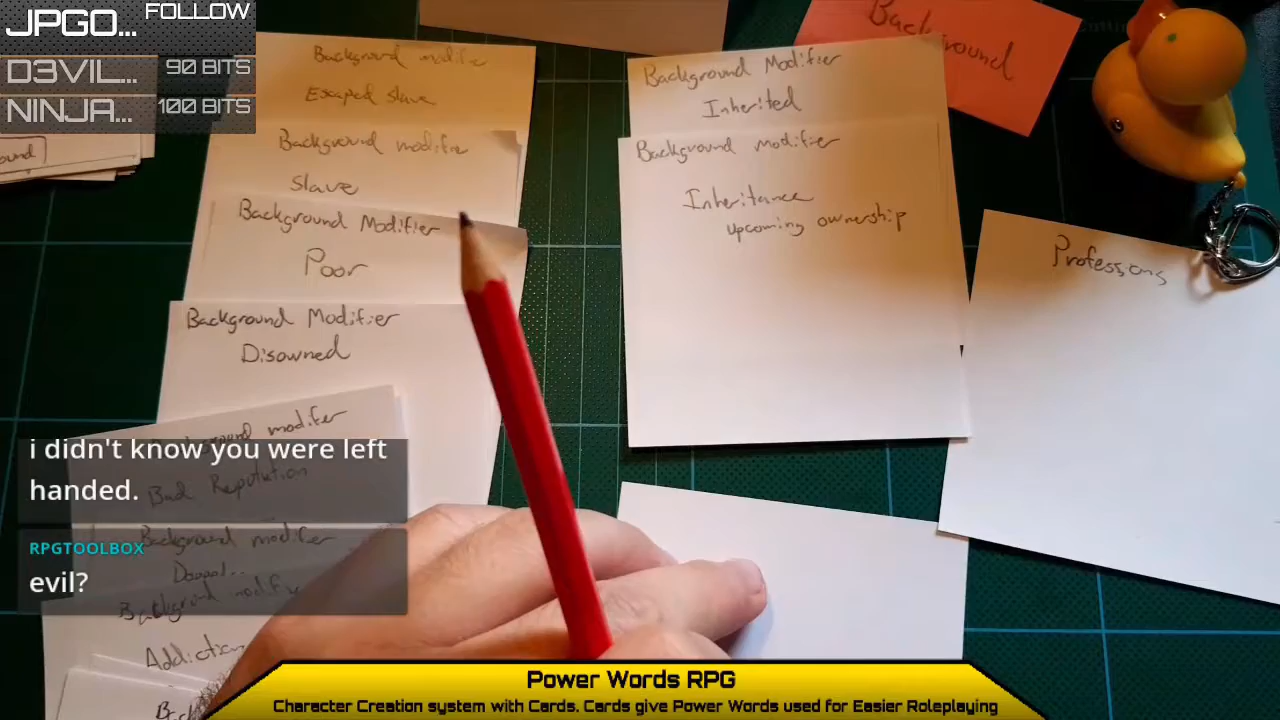 FOLLOW
JPGO...
D3VIL... 90 BITS
NINJA... 100 BITS
ound
Background modifier
Escaped slave
Background modifier
Slave
Background Modifier
Poor
Background Modifier
Disowned
modifer
Bad Reputation
Background modifer
Addiction
Background Modifier
Inherited
Background Modifier
Inheritance
upcoming ownership
Background
Professions
i didn't know you were left
handed.
RPGTOOLBOX
evil?
Power Words RPG
Character Creation system with Cards. Cards give Power Words used for Easier Roleplaying